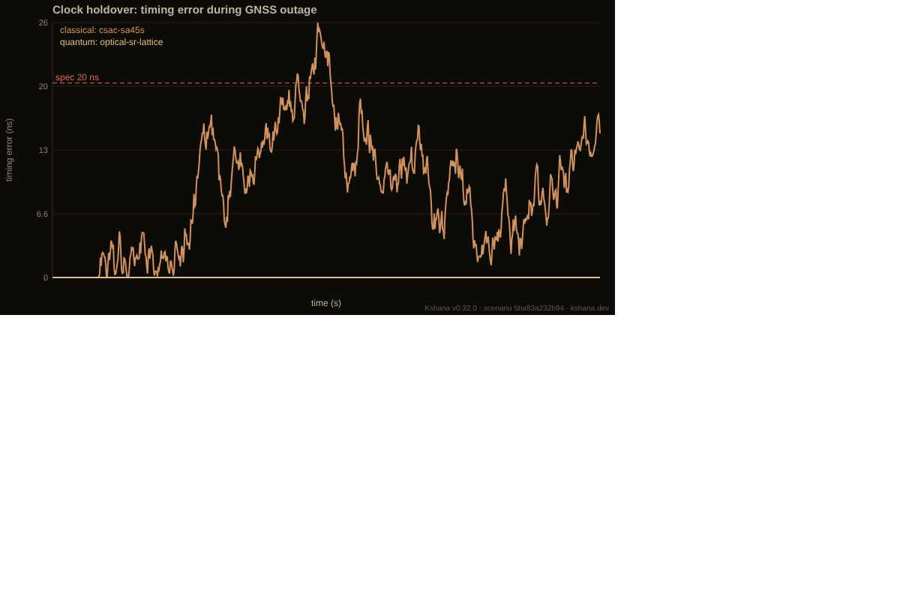 Clock holdover: timing error during GNSS outage
26
classical: csac-sa45s
quantum: optical-sr-lattice
spec 20 ns
20
timing error (ns)
13
6.6
0
time (s)
Kshana v0.22.0 · scenario 5ba83a232b94 · kshana.dev